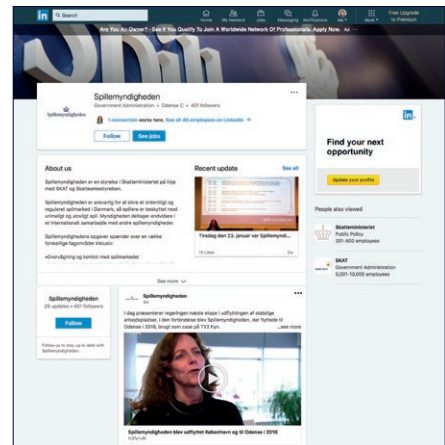 in
Search
Home
My Network
Jobs
Messaging
Notifications
Me
Work
Free Upgrade
to Premium
Are You An Owner? - See If You Qualify To Join A Worldwide Network Of Professionals. Apply Now. Ad
Spillemyndigheden
Spillemyndigheden
Government Administration • Odense C • 401 followers
1 connection works here. See all 46 employees on LinkedIn
Follow
See jobs
About us
Spillemyndigheden er en styrelse i Skatteministeriet på linje
med SKAT og Skatteankestyrelsen.
Spillemyndigheden er ansvarlig for at sikre et ordentligt og
reguleret spilmarked i Danmark, så spillere er beskyttet mod
urimeligt og ulovligt spil. Myndigheden deltager endvidere i
et internationalt samarbejde med andre spillemyndigheder.
Spillemyndighedens opgaver spænder over en række
forskellige fagområder inklusiv:
•Overvågning og kontrol med spilmarkedet
See more
Recent update
See all
Tirsdag den 23. januar var Spillemyndi...
Find your next
opportunity
Update your profile
People also viewed
Skatteministeriet
Public Policy
201-500 employees
SKAT
SKAT
Government Administration
5,001-10,000 employees
Spillemyndigheden
29 updates • 401 followers
Follow
Follow us to stay up to date with
Spillemyndigheden.
Spillemyndigheden
I dag præsenterer regeringen næste etape i udflytningen af statslige
arbejdspladser. I den forbindelse blev Spillemyndigheden, der flyttede til
Odense i 2016, brugt som case på TV2 Fyn.
...see more
Spillemyndigheden blev udflyttet København og til Odense i 2016
tv2fyn.dk